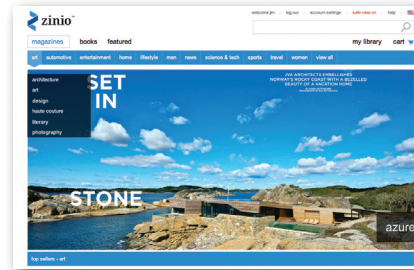 zinio™
welcome jim log out account settings safe view on help
magazines books featured
my library cart
art automotive entertainment home lifestyle men news science & tech sports travel women view all
architecture
art
design
haute couture
literary
photography
SET
IN
STONE
JVA ARCHITECTS EMBELLISHES
NORWAY'S ROCKY COAST WITH A BEZELLED
BEAUTY OF A VACATION HOME
azure
top sellers - art